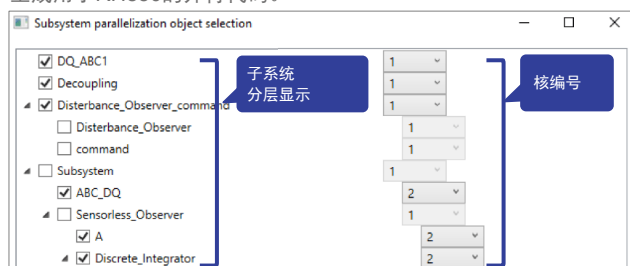 Subsystem parallelization object selection
DQ_ABC1 1
Decoupling 1
Disterbance_Observer_command 1
Disterbance_Observer 1
command 1
Subsystem 1
ABC_DQ 2
Sensorless_Observer 1
A 2
Discrete_Integrator 2
子系统
分层显示
核编号